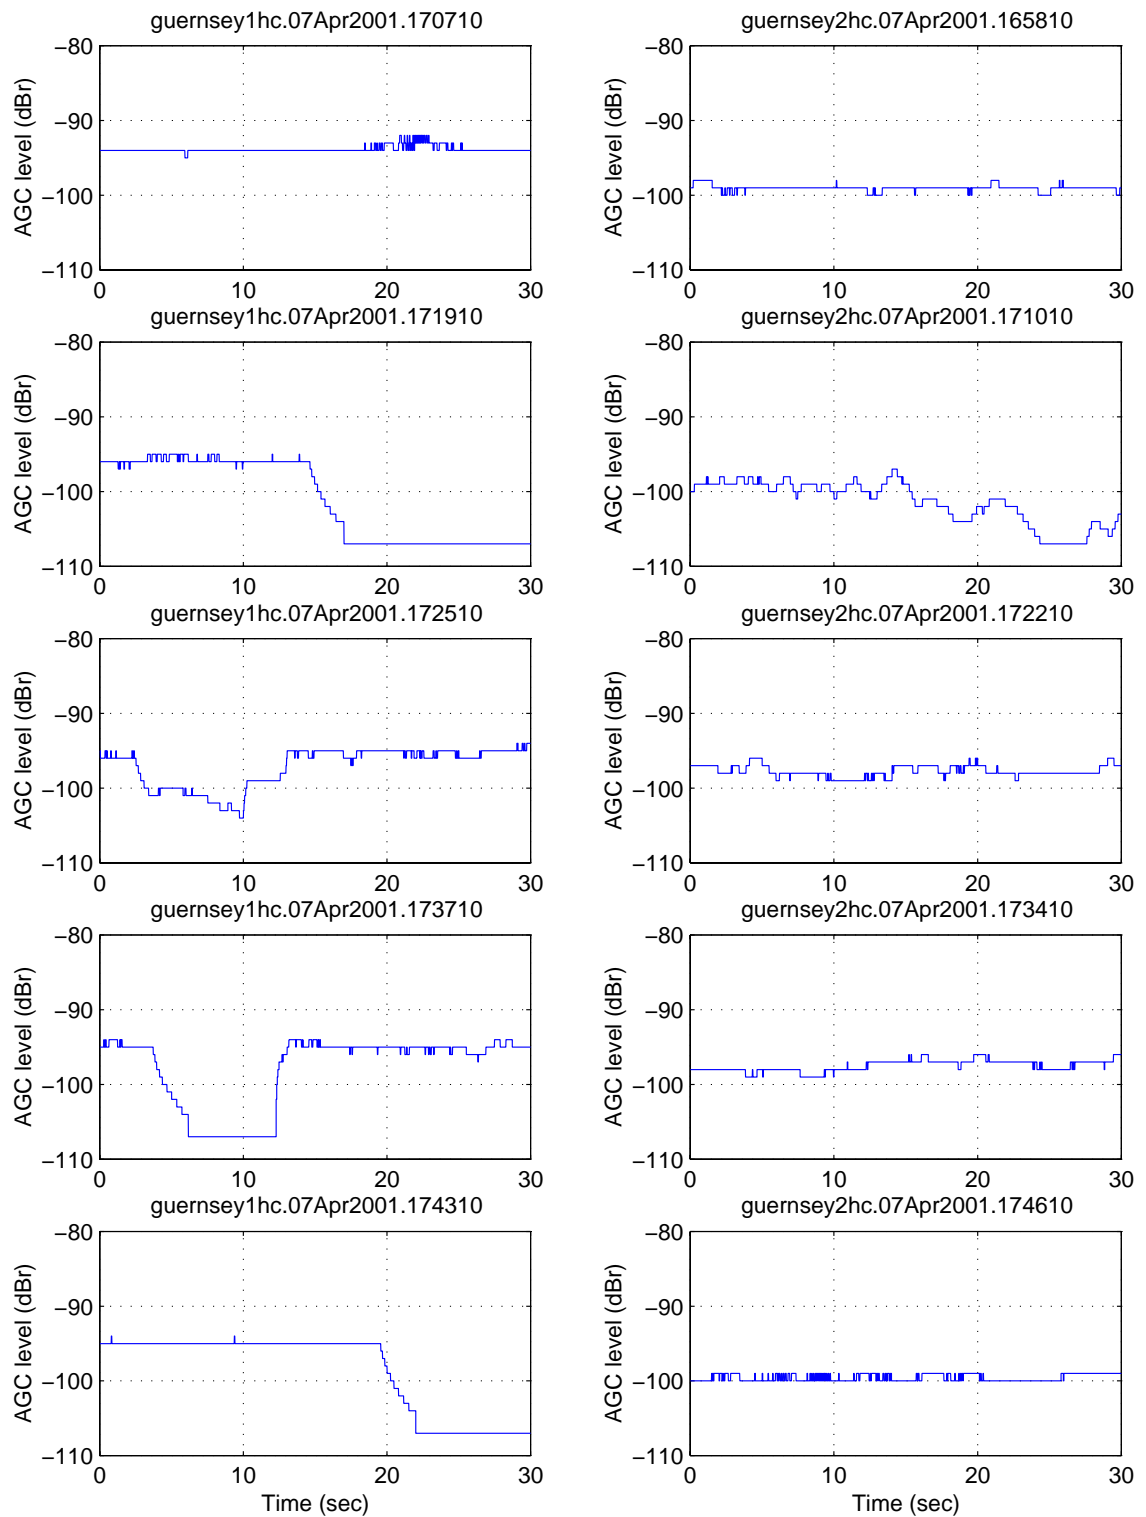 guernsey1hc.07Apr2001.170710
guernsey2hc.07Apr2001.165810
−80
−90
−100
−110
AGC level (dBr)
0 10 20 30
−80
−90
−100
−110
AGC level (dBr)
0 10 20 30
guernsey1hc.07Apr2001.171910
guernsey2hc.07Apr2001.171010
−80
−90
−100
−110
AGC level (dBr)
0 10 20 30
−80
−90
−100
−110
AGC level (dBr)
0 10 20 30
guernsey1hc.07Apr2001.172510
guernsey2hc.07Apr2001.172210
−80
−90
−100
−110
AGC level (dBr)
0 10 20 30
−80
−90
−100
−110
AGC level (dBr)
0 10 20 30
guernsey1hc.07Apr2001.173710
guernsey2hc.07Apr2001.173410
−80
−90
−100
−110
AGC level (dBr)
0 10 20 30
−80
−90
−100
−110
AGC level (dBr)
0 10 20 30
guernsey1hc.07Apr2001.174310
guernsey2hc.07Apr2001.174610
−80
−90
−100
−110
AGC level (dBr)
0 10 20 30
Time (sec)
−80
−90
−100
−110
AGC level (dBr)
0 10 20 30
Time (sec)